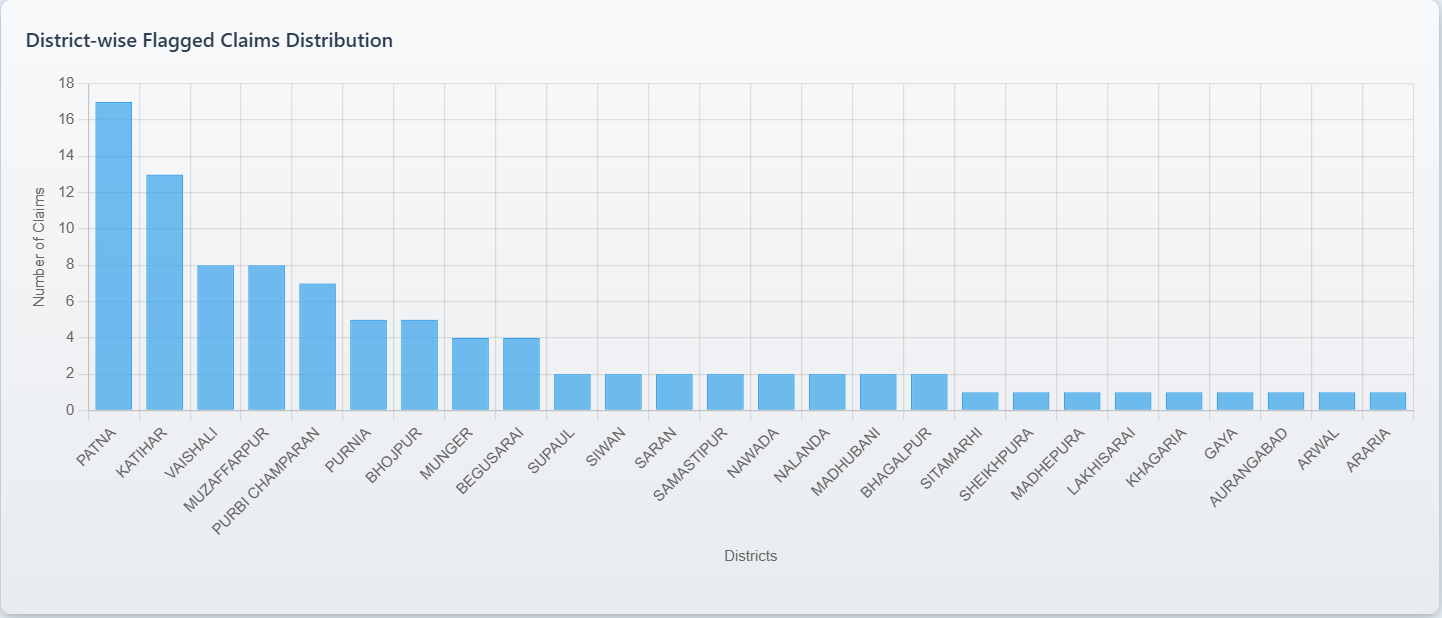 District-wise Flagged Claims Distribution
18
16
14
12
10
8
6
4
2
0
Number of Claims
PATNA
KATIHAR
VAISHALI
MUZAFFARPUR
PURBI CHAMPARAN
PURNIA
BHOJPUR
MUNGER
BEGUSARAI
SUPAUL
SIWAN
SARAN
SAMASTIPUR
NAWADA
NALANDA
MADHUBANI
BHAGALPUR
SITAMARHI
SHEIKHPURA
MADHEPURA
LAKHISARAI
KHAGARIA
GAYA
AURANGABAD
ARWAL
ARARIA
Districts